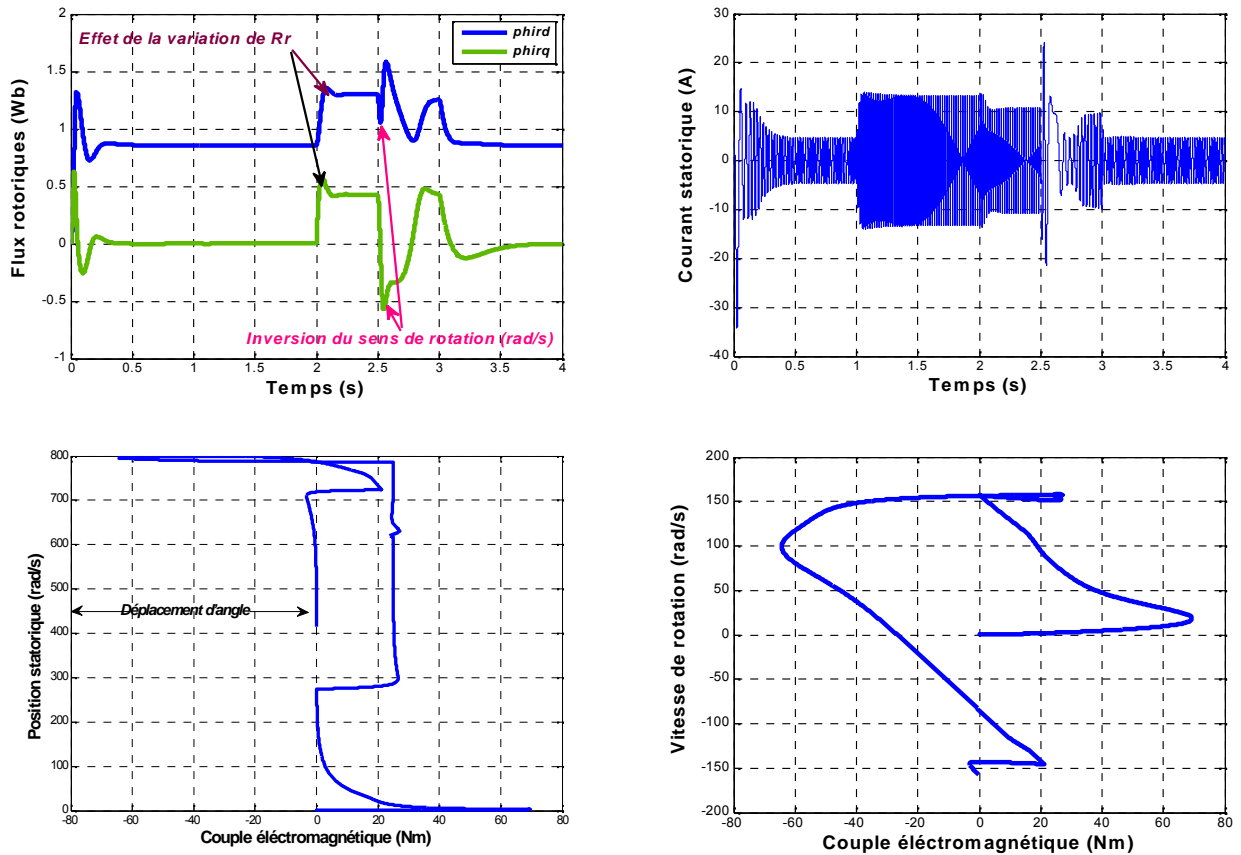 Effet de la variation de Rr
phird
phirq
1.5
1
0.5
0
-0.5
-1
Flux rotoriques (Wb)
Inversion du sens de rotation (rad/s)
0 0.5 1 1.5 2 2.5 3 3.5 4
Temps (s)
30
20
10
0
-10
-20
-30
-40
Courant statorique (A)
0 0.5 1 1.5 2 2.5 3 3.5 4
Temps (s)
800
700
600
500
400
300
200
100
0
Position statorique (rad/s)
Déplacement d'angle
-80 -60 -40 -20 0 20 40 60 80
Couple éléctromagnétique (Nm)
200
150
100
50
0
-50
-100
-150
-200
Vitesse de rotation (rad/s)
-80 -60 -40 -20 0 20 40 60 80
Couple éléctromagnétique (Nm)